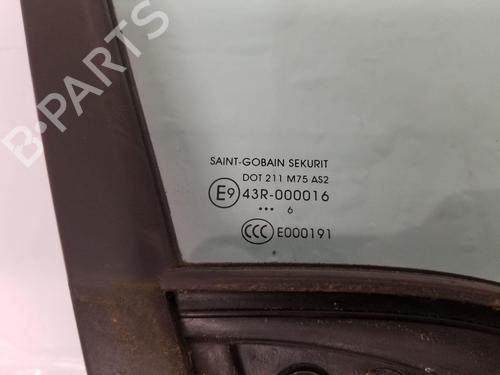 B-PARTS
SAINT-GOBAIN SEKURIT
DOT 211 M75 AS2
E9 43R-000016
••• 6
CCC E000191